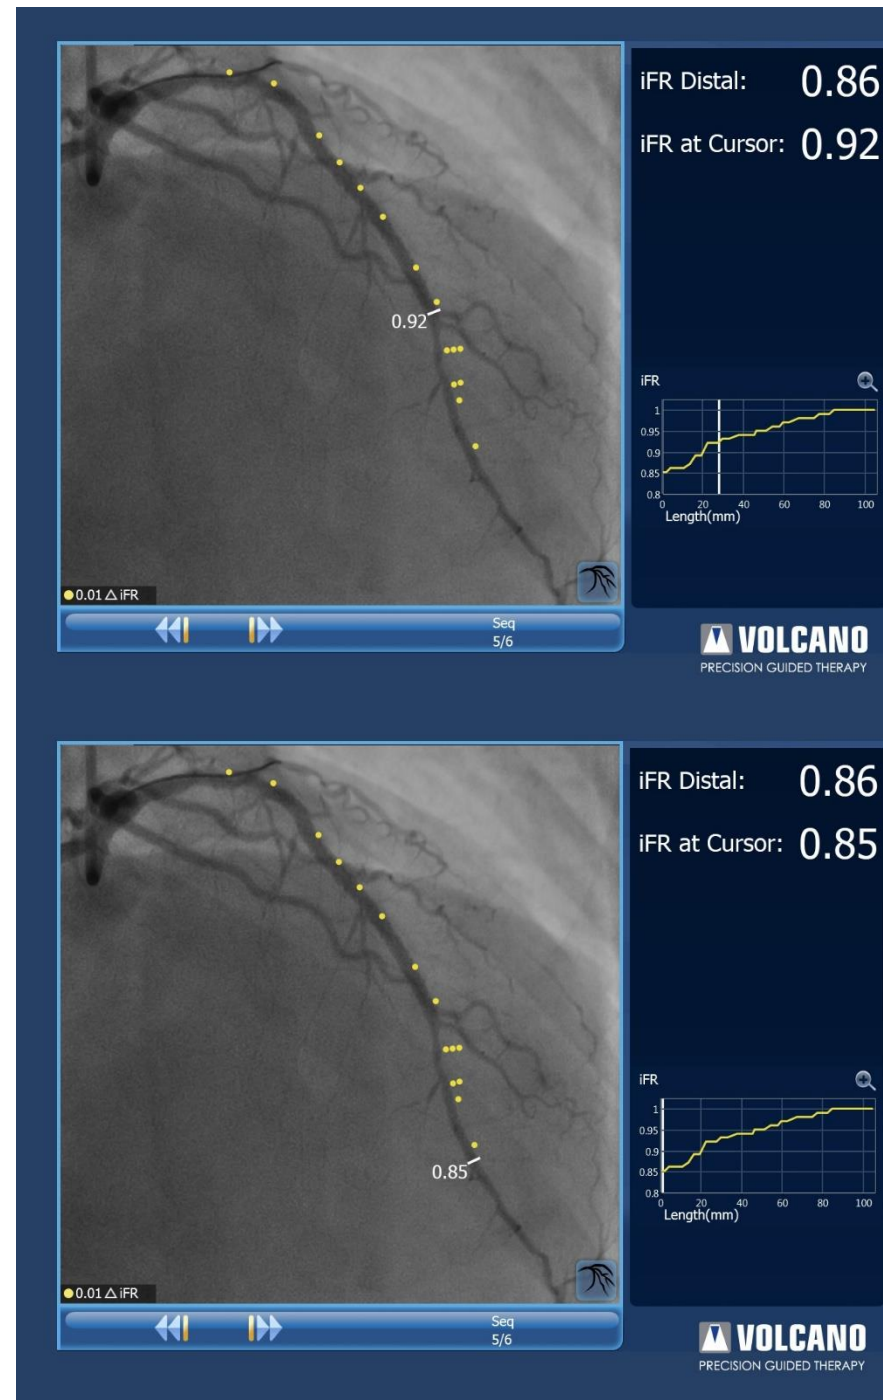 iFR Distal: 0.86
iFR at Cursor: 0.92
0.92
iFR
1
0.95
0.9
0.85
0.8
0 20 40 60 80 100
Length(mm)
0.01 △ iFR
Seq
5/6
VOLCANO
PRECISION GUIDED THERAPY
iFR Distal: 0.86
iFR at Cursor: 0.85
0.85
iFR
1
0.95
0.9
0.85
0.8
0 20 40 60 80 100
Length(mm)
0.01 △ iFR
Seq
5/6
VOLCANO
PRECISION GUIDED THERAPY